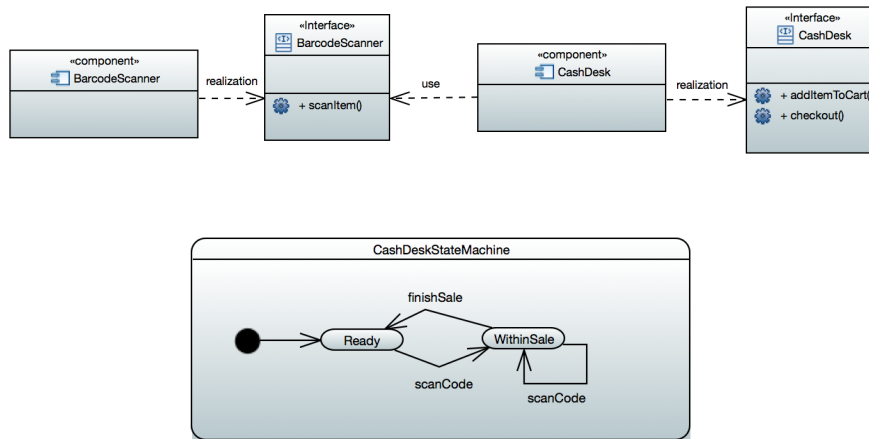 «component»
BarcodeScanner
realization
«Interface»
BarcodeScanner
+ scanItem()
use
«component»
CashDesk
realization
«Interface»
CashDesk
+ addItemToCart()
+ checkout()
CashDeskStateMachine
finishSale
Ready
WithinSale
scanCode
scanCode